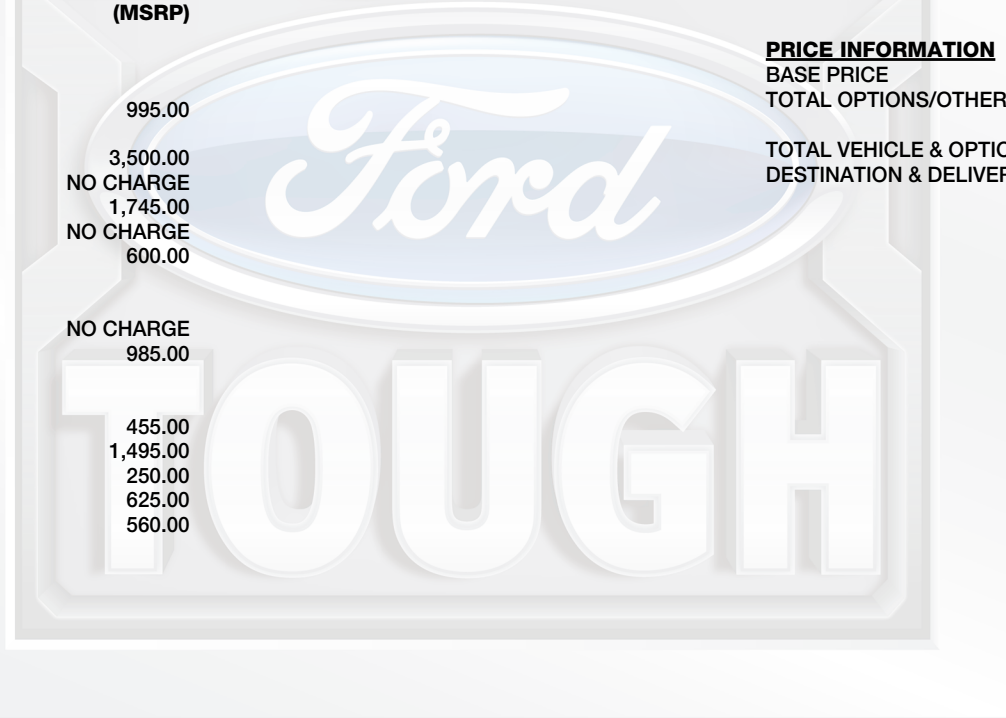 (MSRP)
995.00
3,500.00
NO CHARGE
1,745.00
NO CHARGE
600.00
NO CHARGE
985.00
455.00
1,495.00
250.00
625.00
560.00
PRICE INFORMATION
BASE PRICE
TOTAL OPTIONS/OTHER
TOTAL VEHICLE & OPTIO
DESTINATION & DELIVER
Ford
TOUGH